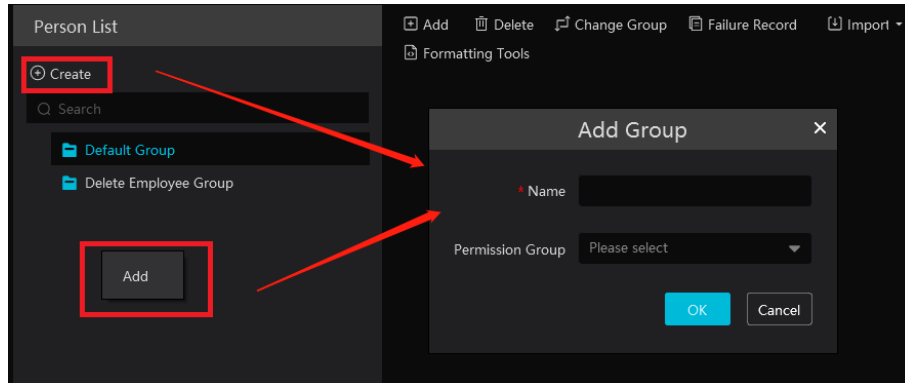 Person List
Create
Search
Default Group
Delete Employee Group
Add
Add Delete Change Group Failure Record Import
Formatting Tools
Add Group
* Name
Permission Group Please select
OK Cancel